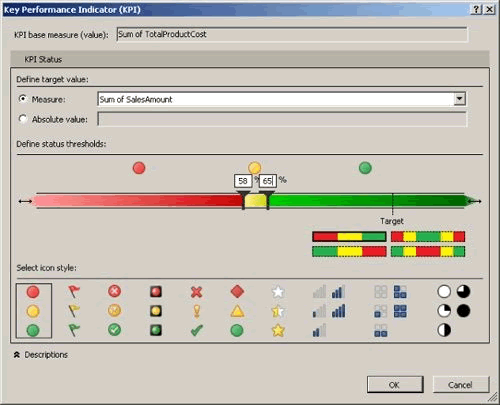 Key Performance Indicator (KPI)
KPI base measure (value): Sum of TotalProductCost
KPI Status
Define target value:
Measure: Sum of SalesAmount
Absolute value:
Define status thresholds:
58 % 65 %
Target
Select icon style:
Descriptions
OK Cancel